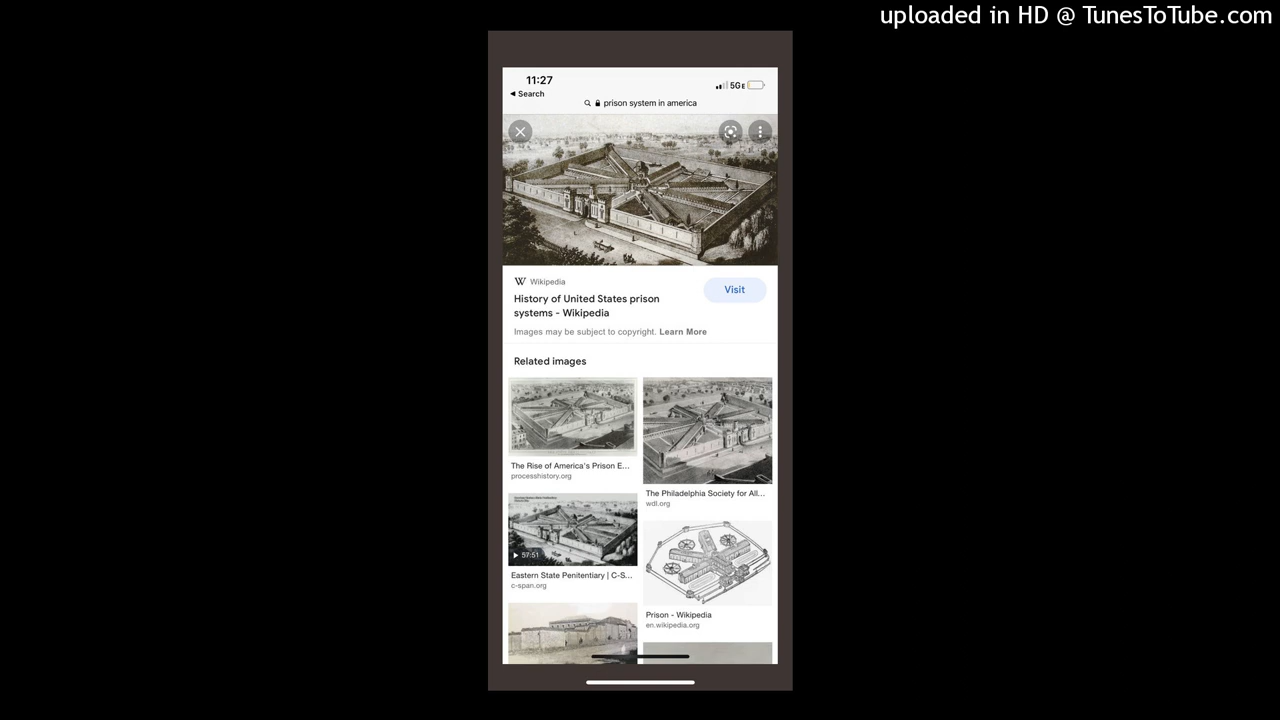 uploaded in HD @ TunesToTube.com
11:27
5GE
◀ Search
prison system in america
W Wikipedia
History of United States prison
systems - Wikipedia
Visit
Images may be subject to copyright. Learn More
Related images
The Rise of America's Prison E...
processhistory.org
The Philadelphia Society for All...
wdl.org
57:51
Eastern State Penitentiary | C-S...
c-span.org
Prison - Wikipedia
en.wikipedia.org